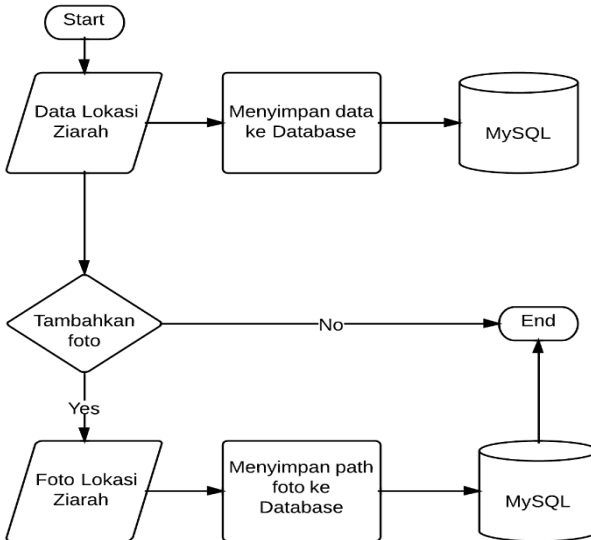 Start
Data Lokasi
Ziarah
Menyimpan data
ke Database
MySQL
Tambahkan
foto
No
End
Yes
Foto Lokasi
Ziarah
Menyimpan path
foto ke
Database
MySQL